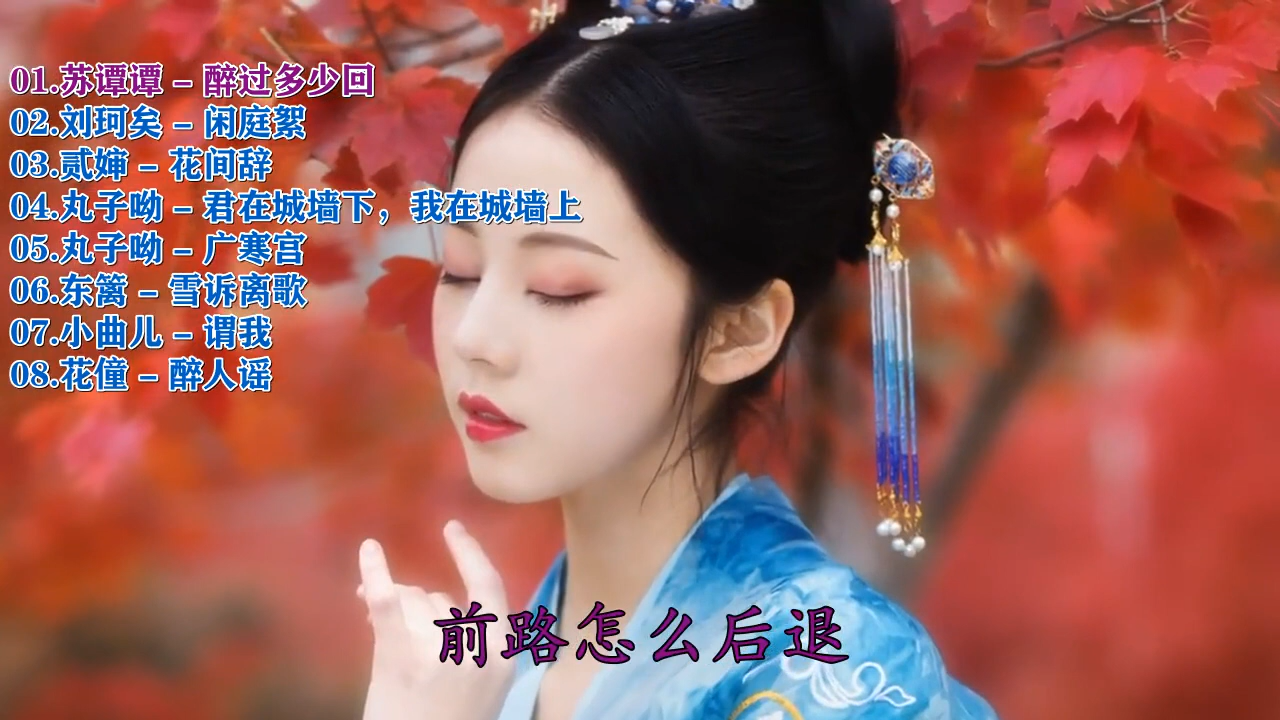 01.苏谭谭 – 醉过多少回
02.刘珂矣 – 闲庭絮
03.贰婶 – 花间辞
04.丸子呦 – 君在城墙下，我在城墙上
05.丸子呦 – 广寒宫
06.东篱 – 雪诉离歌
07.小曲儿 – 谓我
08.花僮 – 醉人谣
前路怎么后退